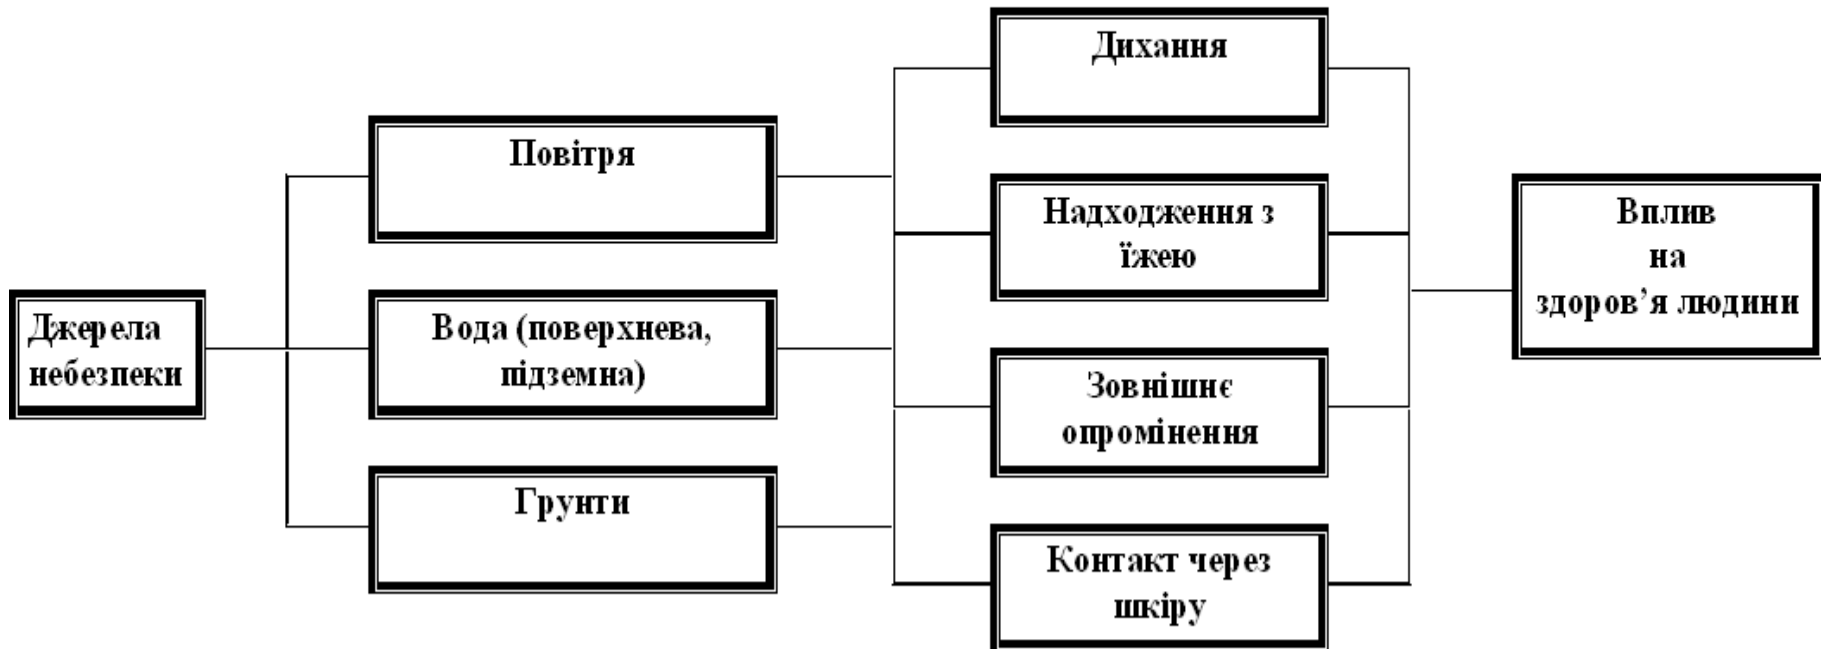 Джерела
небезпеки
Повітря
Вода (поверхнева,
підземна)
Грунти
Дихання
Надходження з
їжею
Зовнішнє
опромінення
Контакт через
шкіру
Вплив
на
здоров’я людини